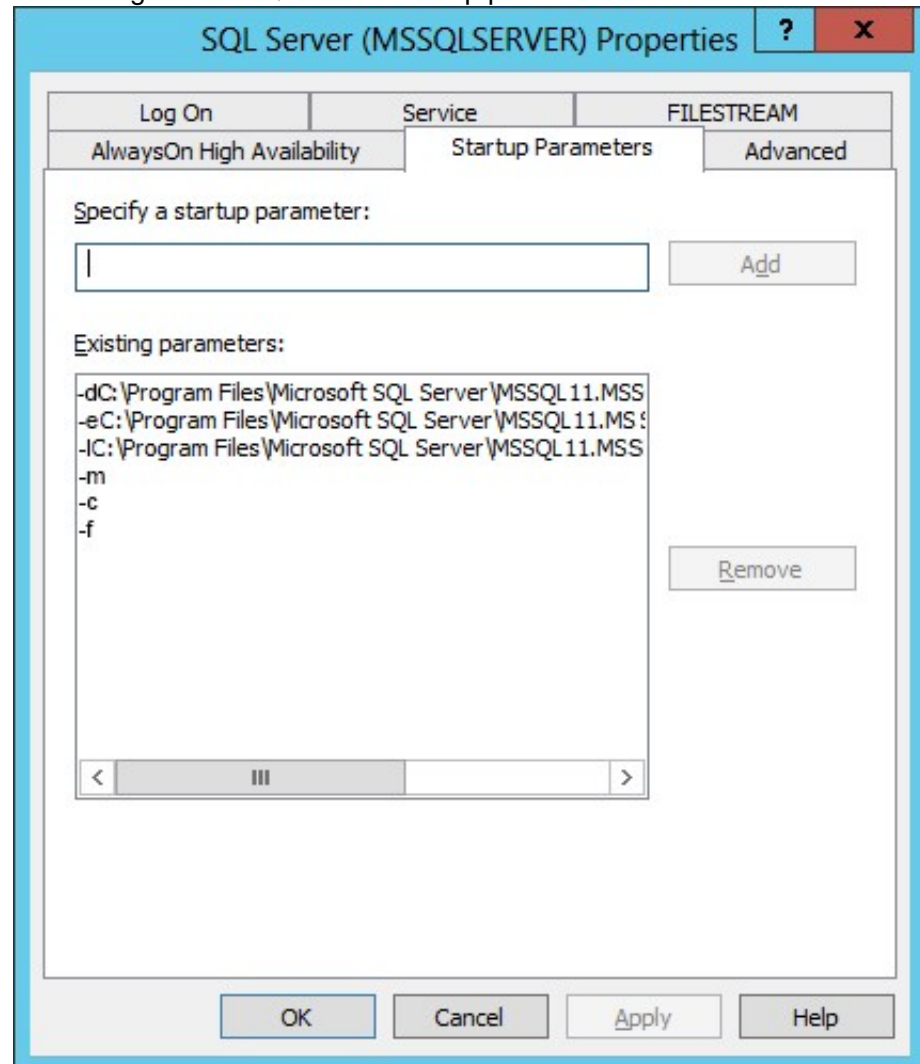 SQL Server (MSSQLSERVER) Properties ? x
Log On Service FILESTREAM
AlwaysOn High Availability Startup Parameters Advanced
Specify a startup parameter:
Add
Existing parameters:
-dC:\Program Files\Microsoft SQL Server\MSSQL11.MSS
-eC:\Program Files\Microsoft SQL Server\MSSQL11.MS
-lC:\Program Files\Microsoft SQL Server\MSSQL11.MSS
-m
-c
-f
Remove
OK Cancel Apply Help